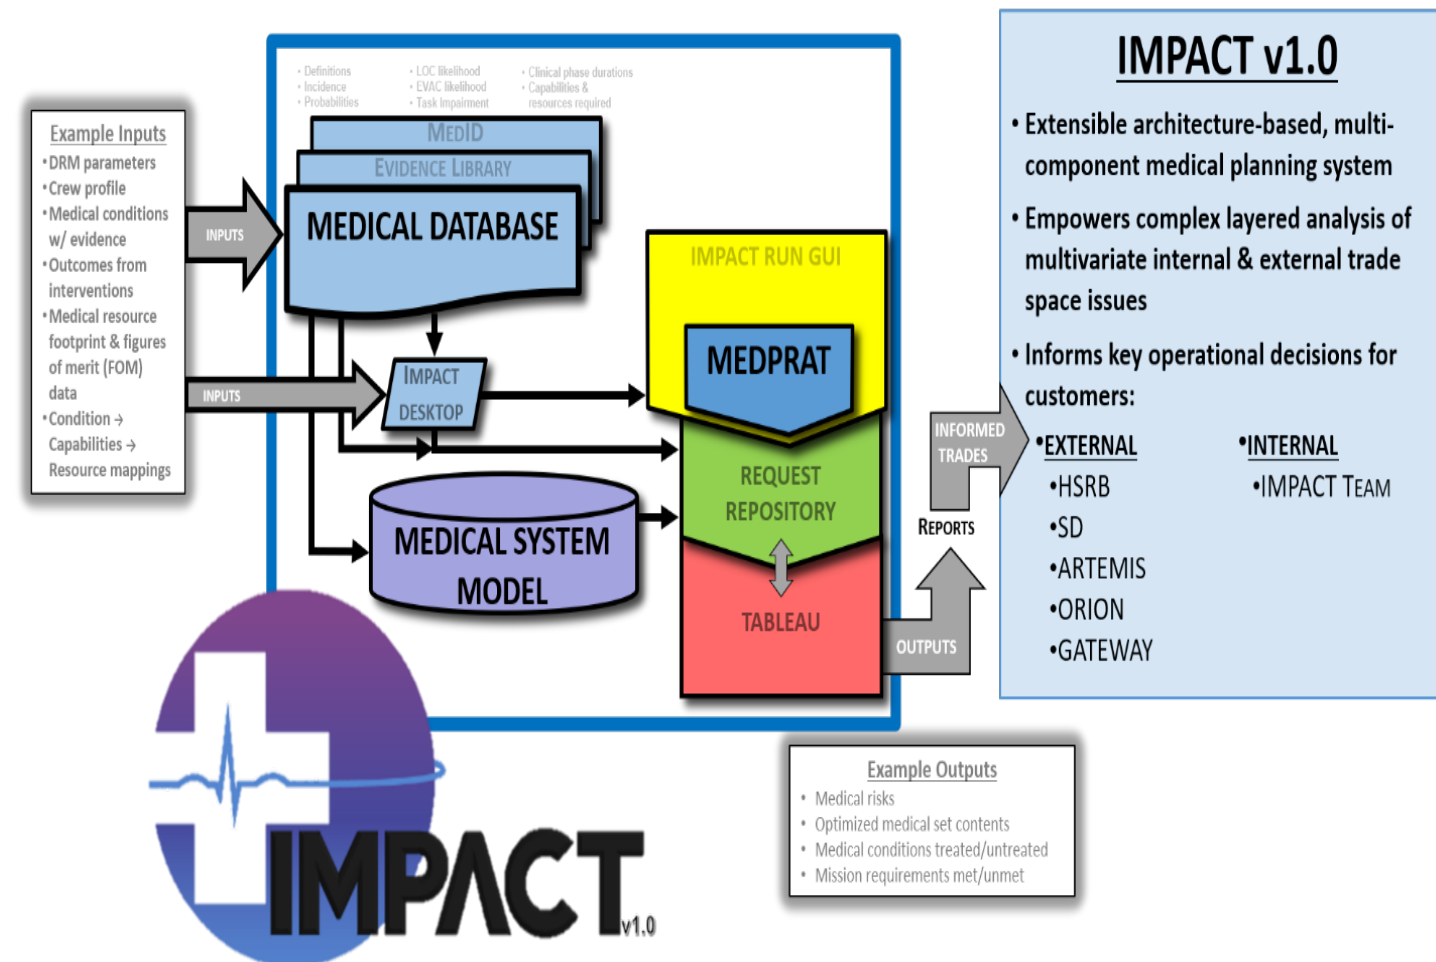 • Definitions
• Incidence
• Probabilities
• LOC likelihood
• EVAC likelihood
• Task Impairment
• Clinical phase durations
• Capabilities &
resources required
Example Inputs
•DRM parameters
•Crew profile
•Medical conditions
w/ evidence
•Outcomes from
interventions
•Medical resource
footprint & figures
of merit (FOM)
data
•Condition →
Capabilities →
Resource mappings
INPUTS
INPUTS
MEDID
EVIDENCE LIBRARY
MEDICAL DATABASE
IMPACT
DESKTOP
MEDICAL SYSTEM
MODEL
IMPACT RUN GUI
MEDPRAT
REQUEST
REPOSITORY
TABLEAU
OUTPUTS
REPORTS
INFORMED
TRADES
IMPACT v1.0
• Extensible architecture-based, multi-
component medical planning system
• Empowers complex layered analysis of
multivariate internal & external trade
space issues
• Informs key operational decisions for
customers:
•EXTERNAL
•HSRB
•SD
•ARTEMIS
•ORION
•GATEWAY
•INTERNAL
•IMPACT TEAM
Example Outputs
• Medical risks
• Optimized medical set contents
• Medical conditions treated/untreated
• Mission requirements met/unmet
IMPACT
v1.0